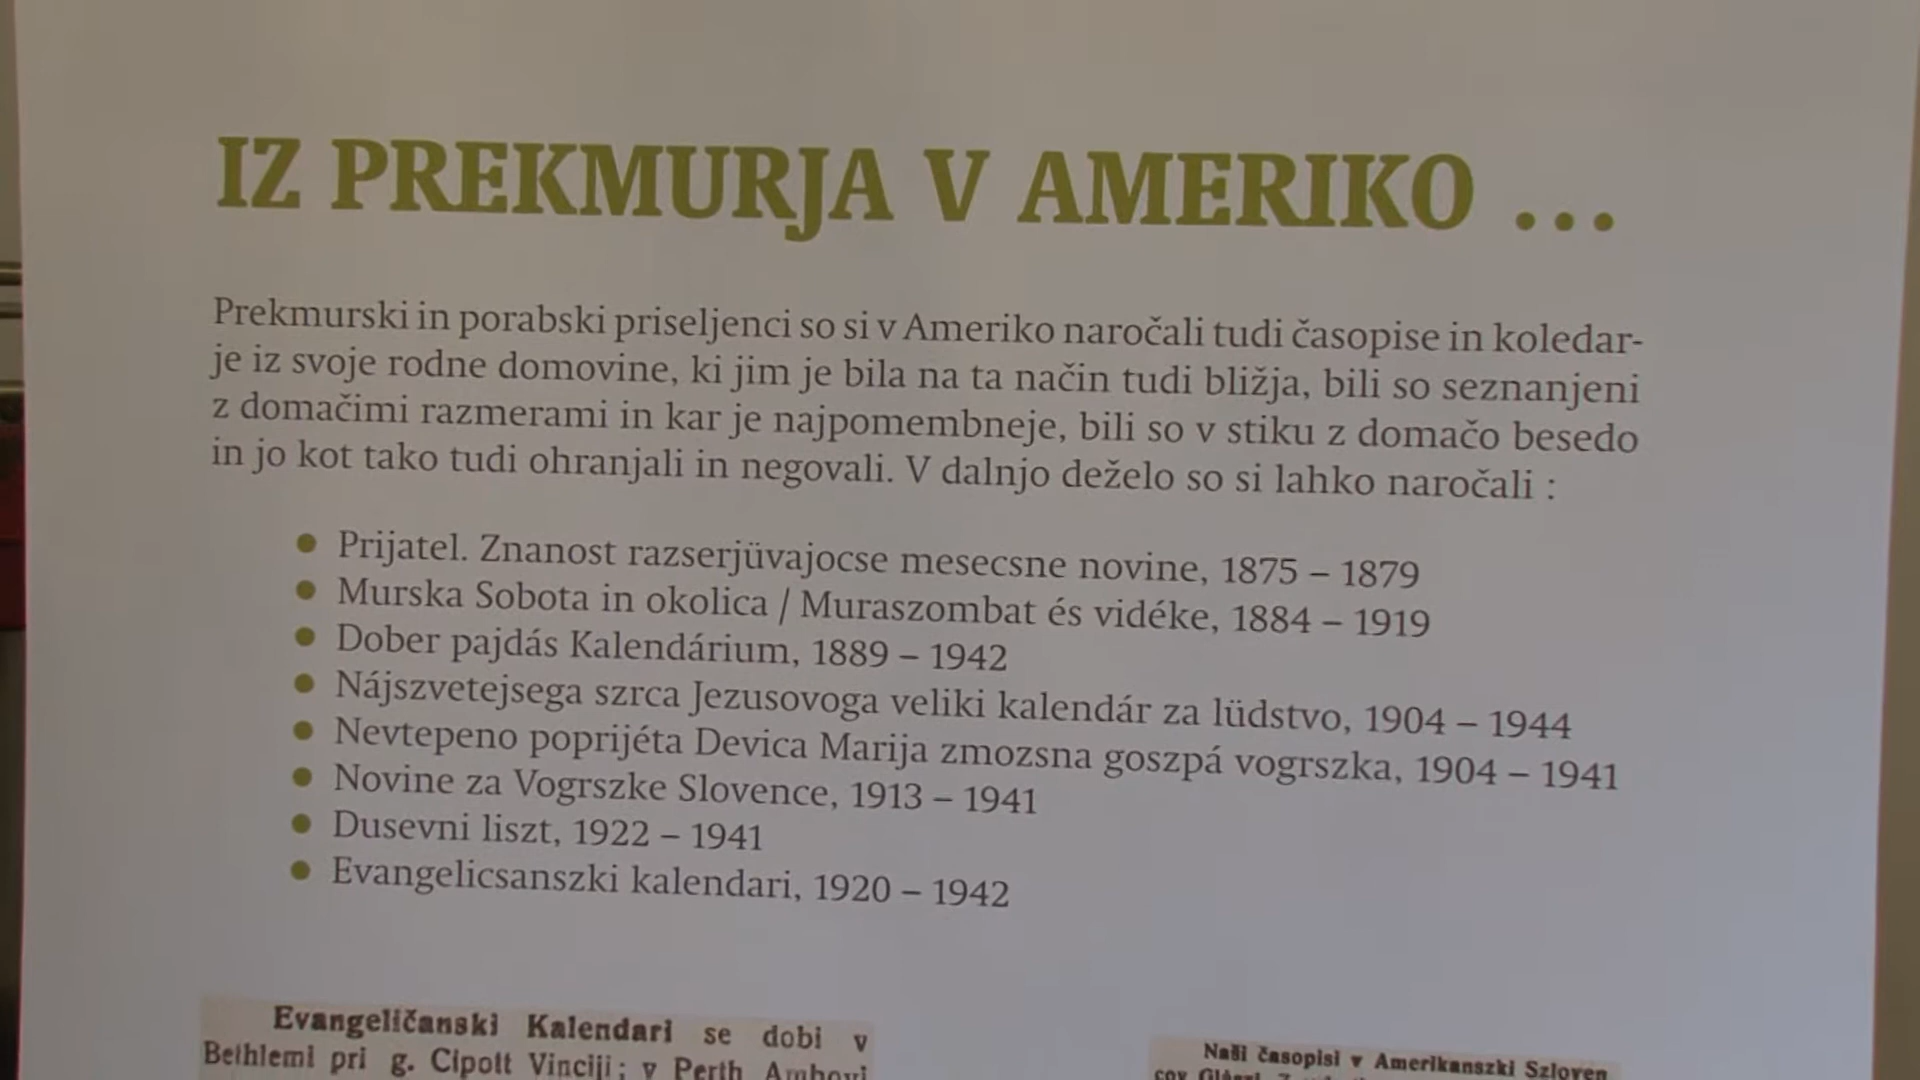 IZ PREKMURJA V AMERIKO ...
Prekmurski in porabski priseljenci so si v Ameriko naročali tudi časopise in koledar-
je iz svoje rodne domovine, ki jim je bila na ta način tudi bližja, bili so seznanjeni
z domačimi razmerami in kar je najpomembneje, bili so v stiku z domačo besedo
in jo kot tako tudi ohranjali in negovali. V dalnjo deželo so si lahko naročali :
● Prijatel. Znanost razserjüvajocse mesecsne novine, 1875 – 1879
● Murska Sobota in okolica / Muraszombat és vidéke, 1884 – 1919
● Dober pajdás Kalendárium, 1889 – 1942
● Nájszvetejsega szrca Jezusovoga veliki kalendár za lüdstvo, 1904 – 1944
● Nevtepeno poprijéta Devica Marija zmozsna goszpá vogrszka, 1904 – 1941
● Novine za Vogrszke Slovence, 1913 – 1941
● Dusevni liszt, 1922 – 1941
● Evangelicsanszki kalendari, 1920 – 1942
Evangeličanski Kalendari se dobi v
Bethlemi pri g. Cipott Vinciji; v Perth Amboyi
Naši časopisi v Amerikanszki Szloven
cov